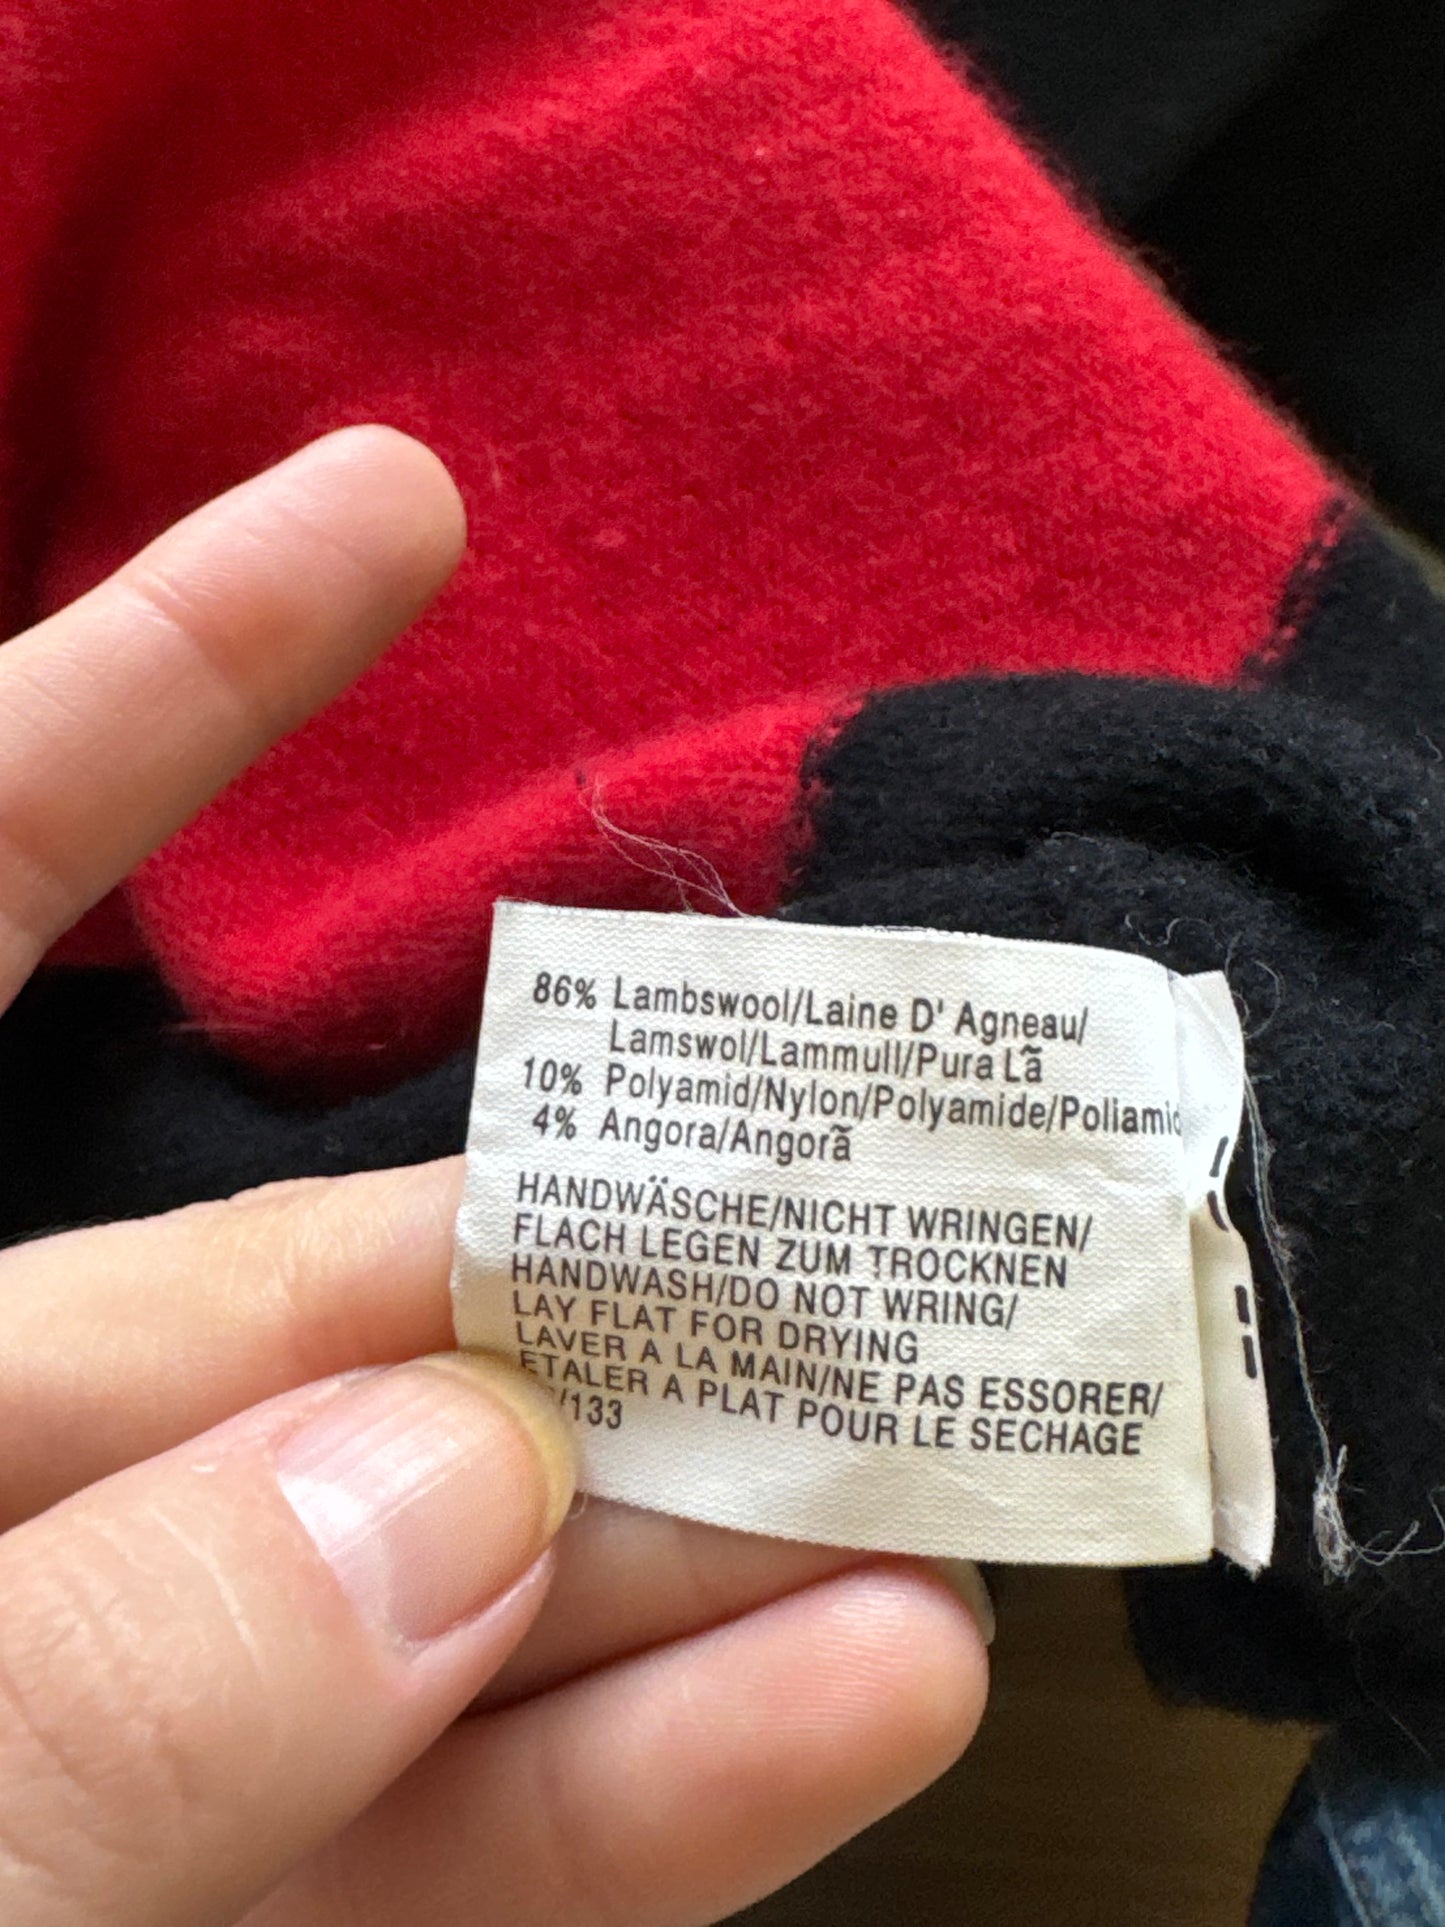 86% Lambswool/Laine D' Agneau/
Lamswol/Lammull/Pura Lã
10% Polyamid/Nylon/Polyamide/
4% Angora/Angorã
HANDWÄSCHE/NICHT WRINGEN/
FLACH LEGEN ZUM TROCKNEN
HANDWASH/DO NOT WRING/
LAY FLAT FOR DRYING
LAVER A LA MAIN/NE PAS ESSORER/
ETALER A PLAT POUR LE SECHAGE
/133